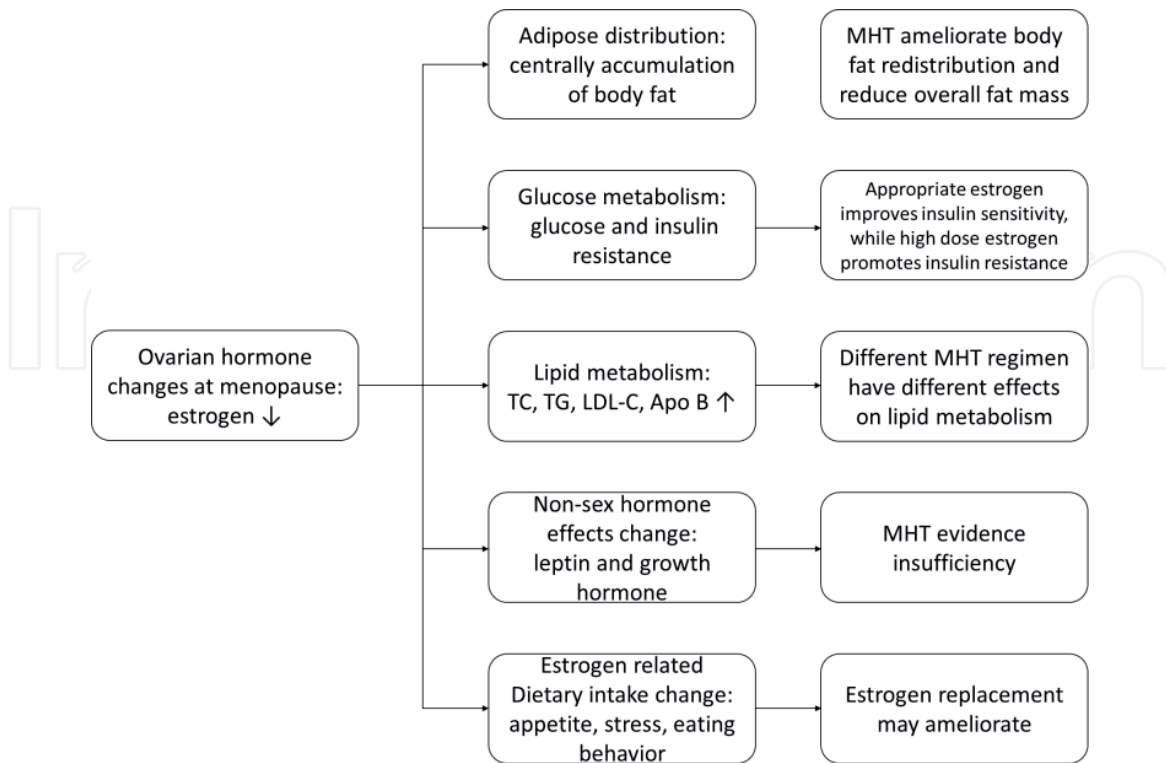 Adipose distribution:
centrally accumulation
of body fat
MHT ameliorate body
fat redistribution and
reduce overall fat mass
Glucose metabolism:
glucose and insulin
resistance
Appropriate estrogen
improves insulin sensitivity,
while high dose estrogen
promotes insulin resistance
Ovarian hormone
changes at menopause:
estrogen ↓
Lipid metabolism:
TC, TG, LDL-C, Apo B ↑
Different MHT regimen
have different effects
on lipid metabolism
Non-sex hormone
effects change:
leptin and growth
hormone
MHT evidence
insufficiency
Estrogen related
Dietary intake change:
appetite, stress, eating
behavior
Estrogen replacement
may ameliorate